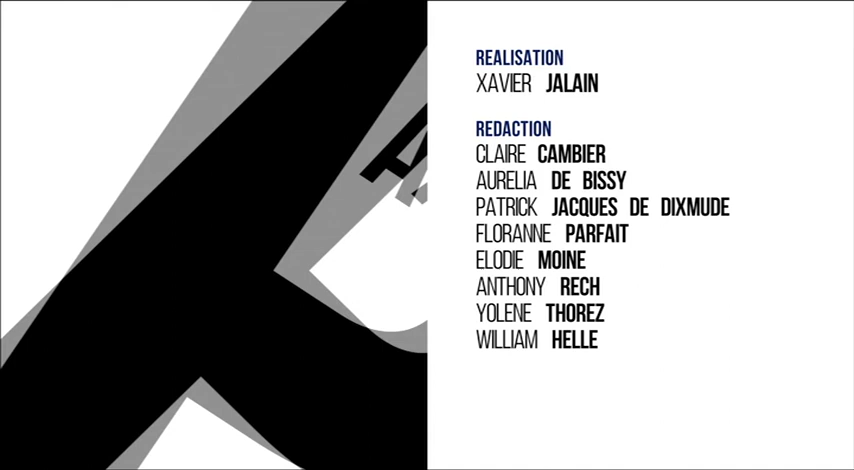 REALISATION
XAVIER JALAIN
REDACTION
CLAIRE CAMBIER
AURELIA DE BISSY
PATRICK JACQUES DE DIXMUDE
FLORANNE PARFAIT
ELODIE MOINE
ANTHONY RECH
YOLENE THOREZ
WILLIAM HELLE